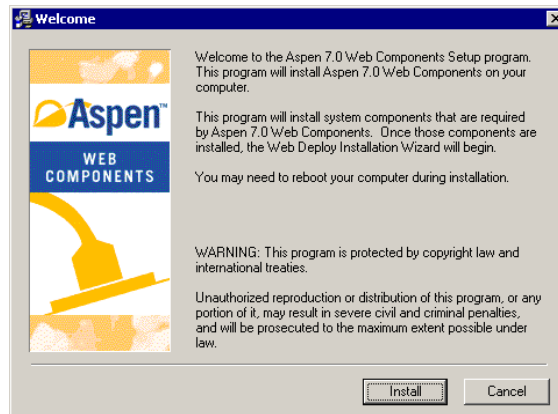 Welcome
Aspen™
WEB
COMPONENTS
Welcome to the Aspen 7.0 Web Components Setup program.
This program will install Aspen 7.0 Web Components on your
computer.
This program will install system components that are required
by Aspen 7.0 Web Components. Once those components are
installed, the Web Deploy Installation Wizard will begin.
You may need to reboot your computer during installation.
WARNING: This program is protected by copyright law and
international treaties.
Unauthorized reproduction or distribution of this program, or any
portion of it, may result in severe civil and criminal penalties,
and will be prosecuted to the maximum extent possible under
law.
Install
Cancel